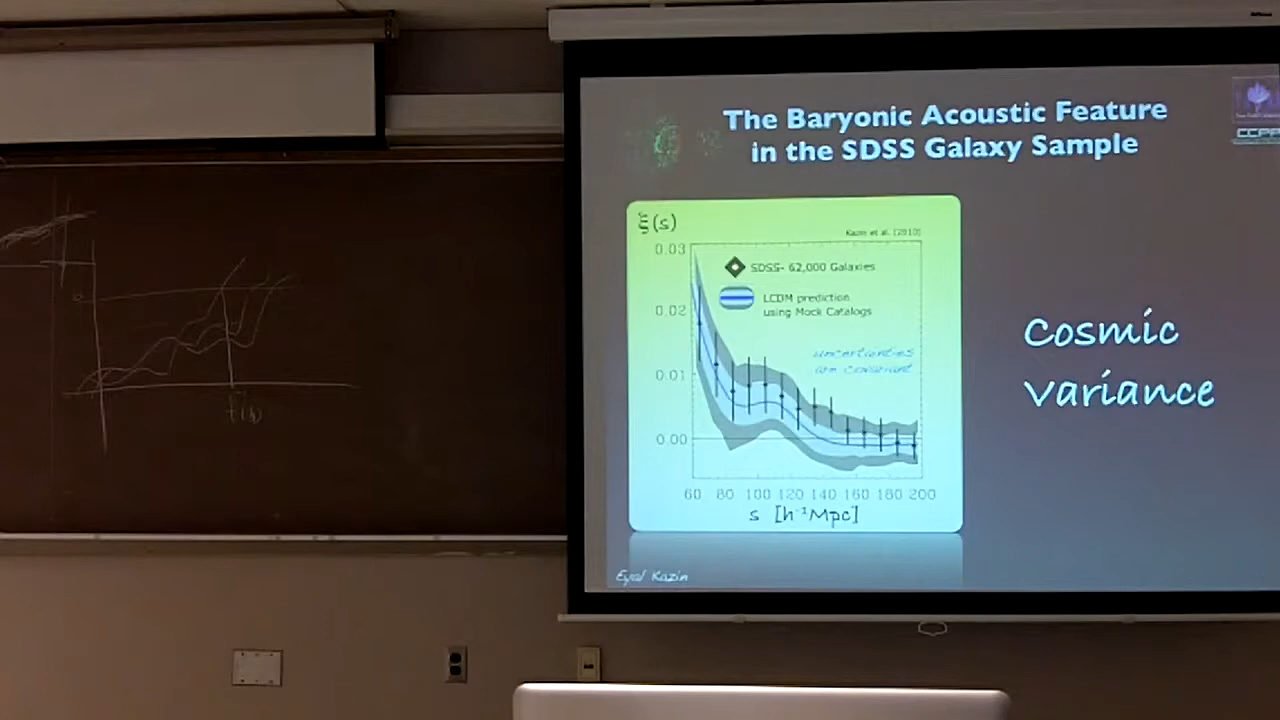 The Baryonic Acoustic Feature
in the SDSS Galaxy Sample
CCPP
ξ(s)
Kazin et al. (2010)
0.03
SDSS- 62,000 Galaxies
LCDM prediction
using Mock Catalogs
0.02
uncertainties
are covariant
0.01
0.00
60 80 100 120 140 160 180 200
s [h⁻¹Mpc]
Cosmic
Variance
Eyal Kazin